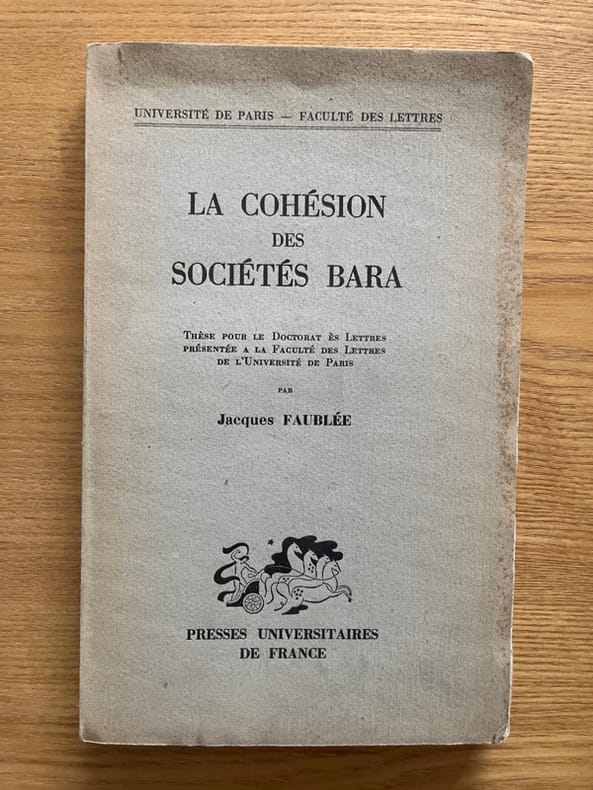 UNIVERSITÉ DE PARIS — FACULTÉ DES LETTRES
LA COHÉSION
DES
SOCIÉTÉS BARA
THÈSE POUR LE DOCTORAT ÈS LETTRES
PRÉSENTÉE A LA FACULTÉ DES LETTRES
DE L'UNIVERSITÉ DE PARIS
PAR
Jacques FAUBLÉE
PRESSES UNIVERSITAIRES
DE FRANCE